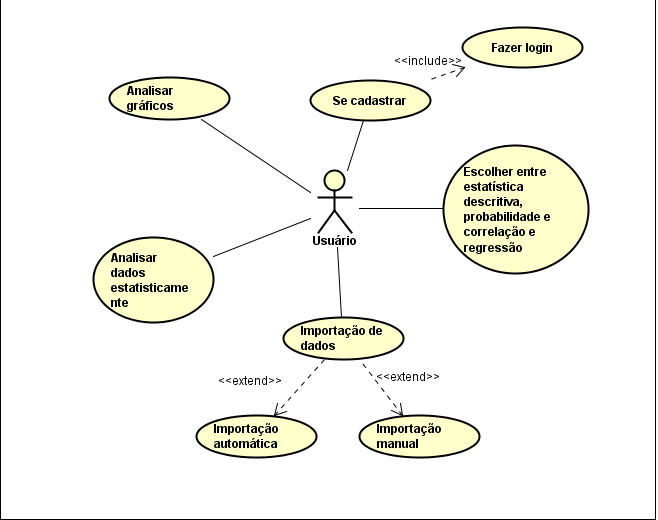 Fazer login
<<include>>
Analisar
gráficos
Se cadastrar
Escolher entre
estatística
descritiva,
probabilidade e
correlação e
regressão
Usuário
Analisar
dados
estatisticame
nte
Importação de
dados
<<extend>>
<<extend>>
Importação
automática
Importação
manual